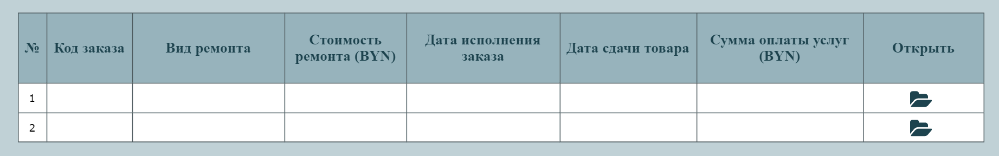 №
Код заказа
Вид ремонта
Стоимость
ремонта (BYN)
Дата исполнения
заказа
Дата сдачи товара
Сумма оплаты услуг
(BYN)
Открыть
1
2